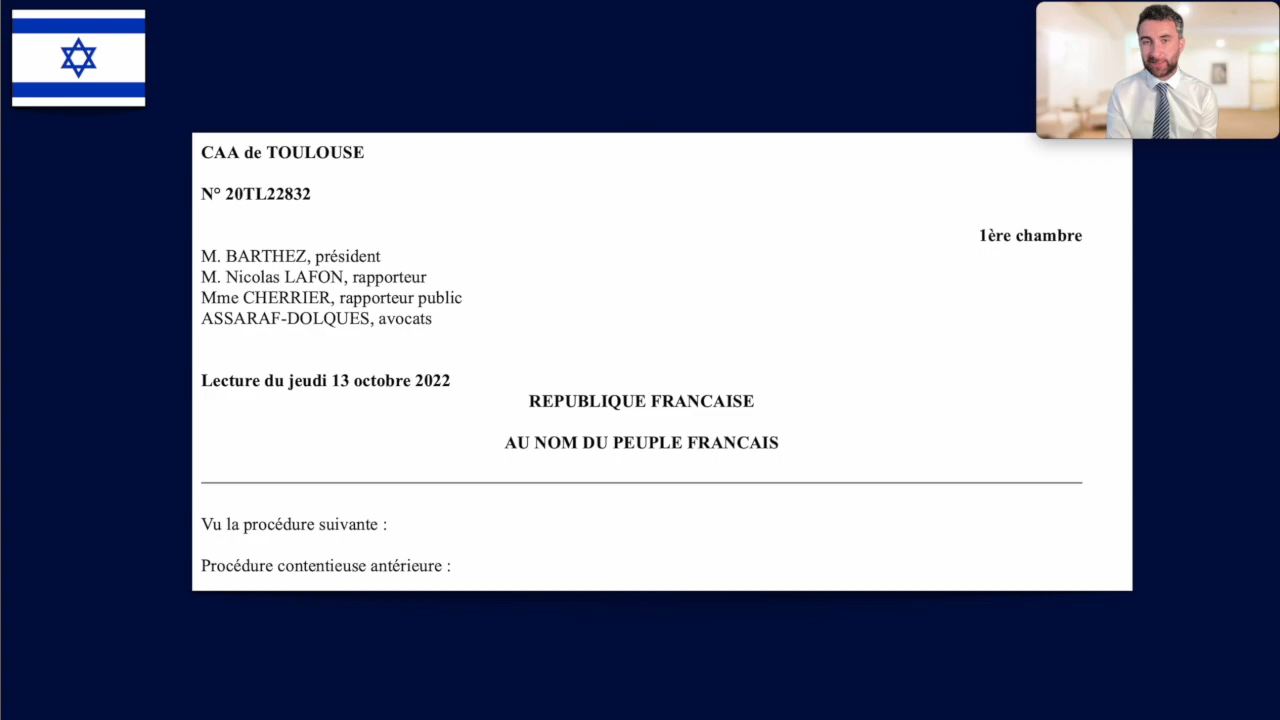 CAA de TOULOUSE
N° 20TL22832
1ère chambre
M. BARTHEZ, président
M. Nicolas LAFON, rapporteur
Mme CHERRIER, rapporteur public
ASSARAF-DOLQUES, avocats
Lecture du jeudi 13 octobre 2022
REPUBLIQUE FRANCAISE
AU NOM DU PEUPLE FRANCAIS
Vu la procédure suivante :
Procédure contentieuse antérieure :